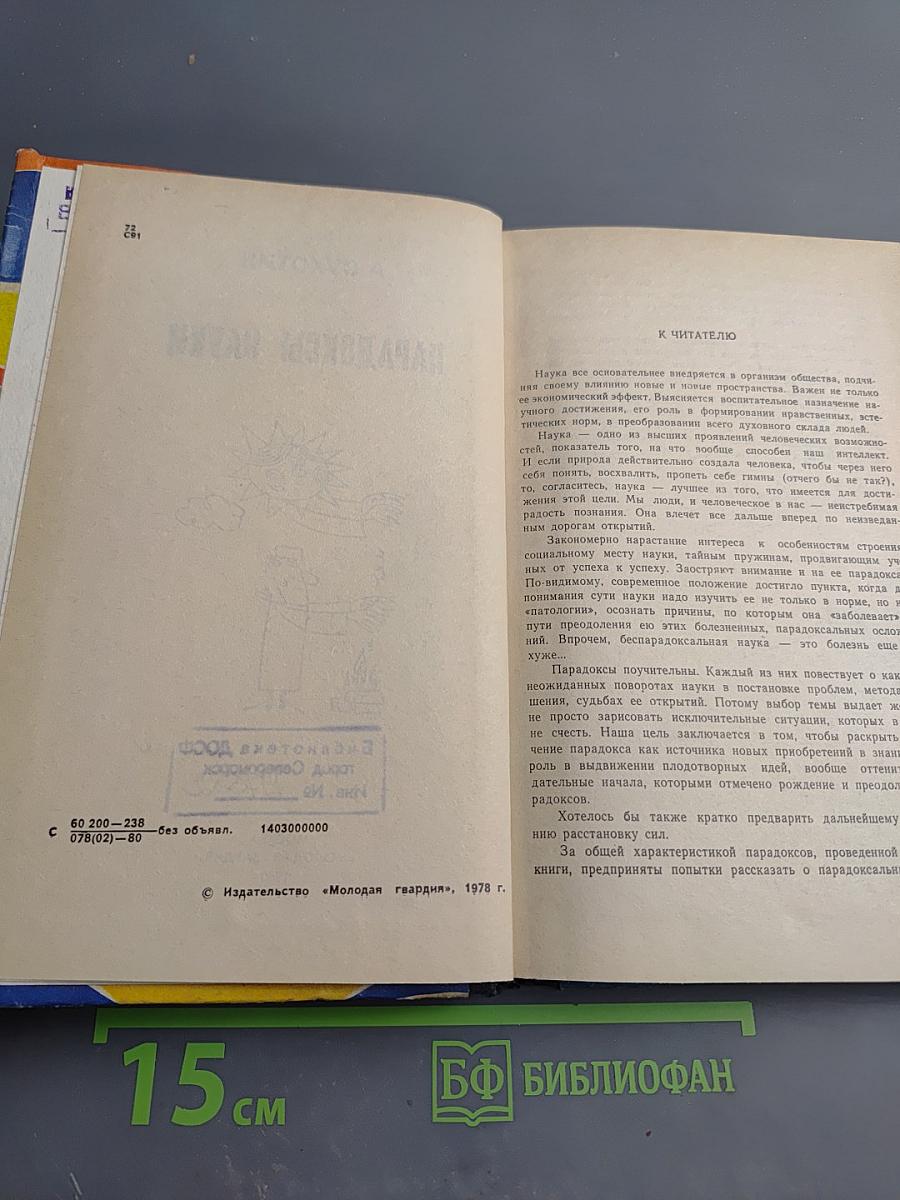 72
С91
С 60 200—238
078(02)—80 без объявл. 1403000000
© Издательство «Молодая гвардия», 1978 г.
К ЧИТАТЕЛЮ
Наука все основательнее внедряется в организм общества, подчи-
няя своему влиянию новые и новые пространства. Важен не только
ее экономический эффект. Выясняется воспитательное назначение на-
учного достижения, его роль в формировании нравственных, эсте-
тических норм, в преобразовании всего духовного склада людей.
Наука — одно из высших проявлений человеческих возможно-
стей, показатель того, на что вообще способен наш интеллект.
И если природа действительно создала человека, чтобы через него
себя понять, восхвалить, пропеть себе гимны (отчего бы не так?),
то, согласитесь, наука — лучшее из того, что имеется для дости-
жения этой цели. Мы люди, и человеческое в нас — неистребимая
радость познания. Она влечет все дальше вперед по неизведан-
ным дорогам открытий.
Закономерно нарастание интереса к особенностям строения
социальному месту науки, тайным пружинам, продвигающим уч
ных от успеха к успеху. Заостряют внимание и на ее парадокса
По-видимому, современное положение достигло пункта, когда д
понимания сути науки надо изучить ее не только в норме, но и
«патологии», осознать причины, по которым она «заболевает»
пути преодоления ею этих болезненных, парадоксальных ослож
ний. Впрочем, беспарадоксальная наука — это болезнь еще
хуже...
Парадоксы поучительны. Каждый из них повествует о как
неожиданных поворотах науки в постановке проблем, метода
шения, судьбах ее открытий. Потому выбор темы выдает ж
не просто зарисовать исключительные ситуации, которых в
не счесть. Наша цель заключается в том, чтобы раскрыть
чение парадокса как источника новых приобретений в знани
роль в выдвижении плодотворных идей, вообще оттенит
дательные начала, которыми отмечено рождение и преодол
радоксов.
Хотелось бы также кратко предварить дальнейшему
нию расстановку сил.
За общей характеристикой парадоксов, проведенной
книги, предприняты попытки рассказать о парадоксальн
15 см
БФ БИБЛИОФАН